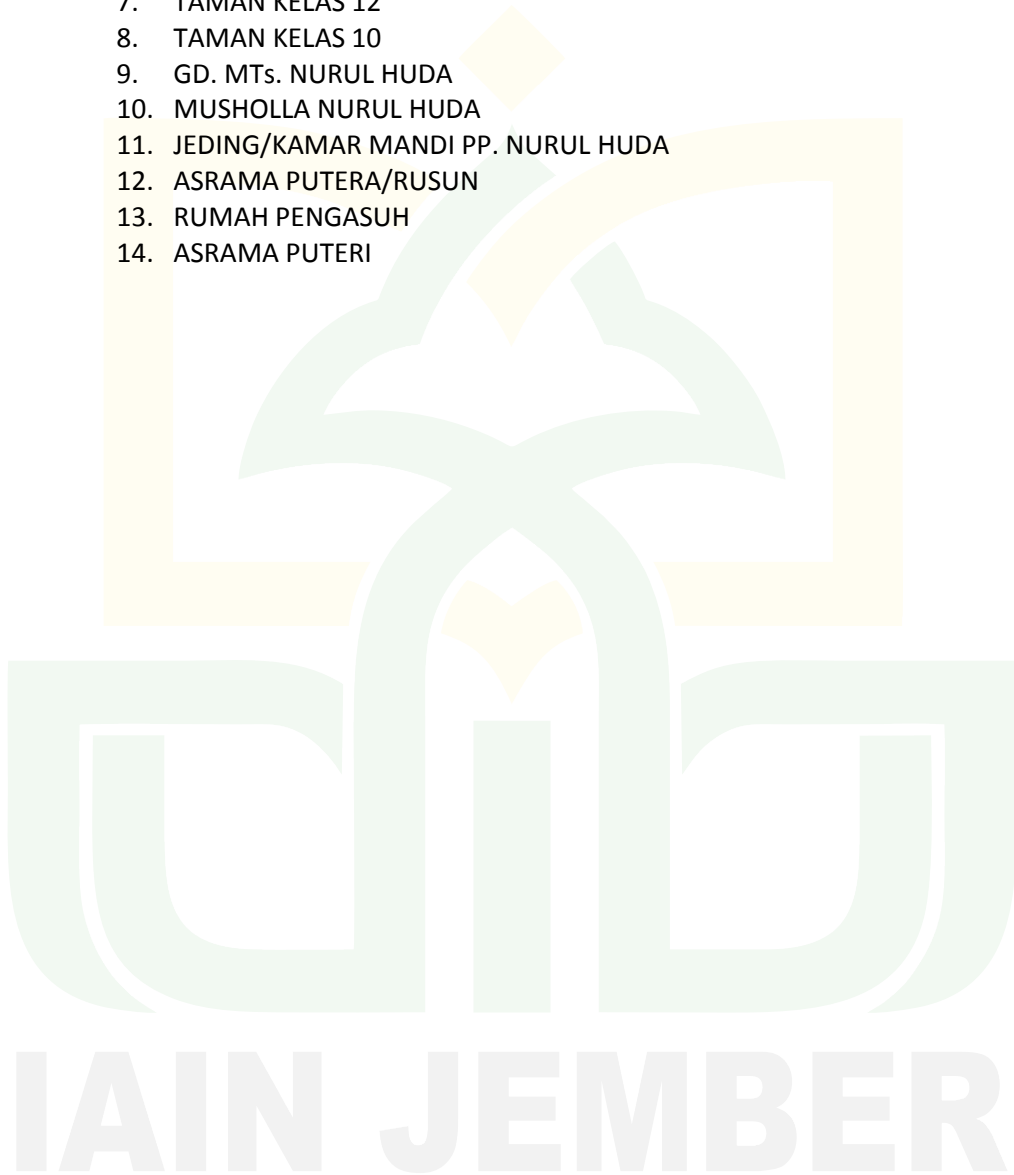 7. TAMAN KELAS 12
8. TAMAN KELAS 10
9. GD. MTs. NURUL HUDA
10. MUSHOLLA NURUL HUDA
11. JEDING/KAMAR MANDI PP. NURUL HUDA
12. ASRAMA PUTERA/RUSUN
13. RUMAH PENGASUH
14. ASRAMA PUTERI
IAIN JEMBER